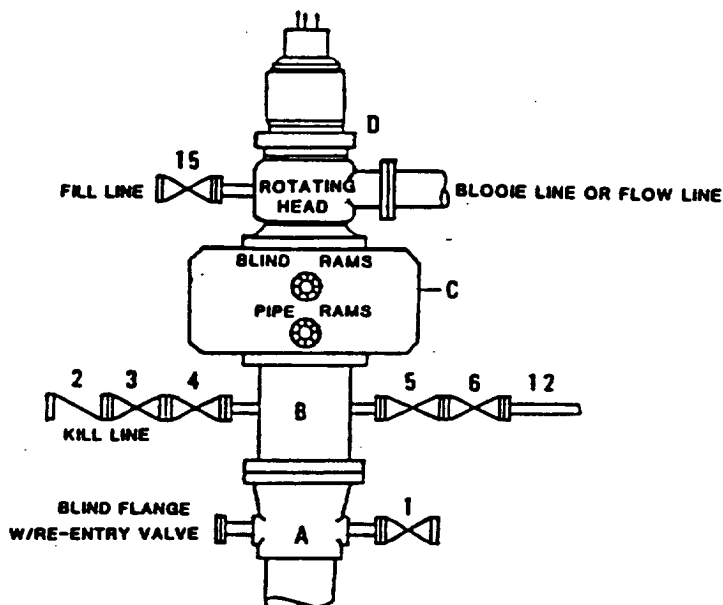 D
15
FILL LINE
ROTATING
HEAD
BLOOIE LINE OR FLOW LINE
BLIND RAMS
C
PIPE RAMS
2 3 4
5 6 12
B
KILL LINE
BLIND FLANGE
W/RE-ENTRY VALVE
A
1